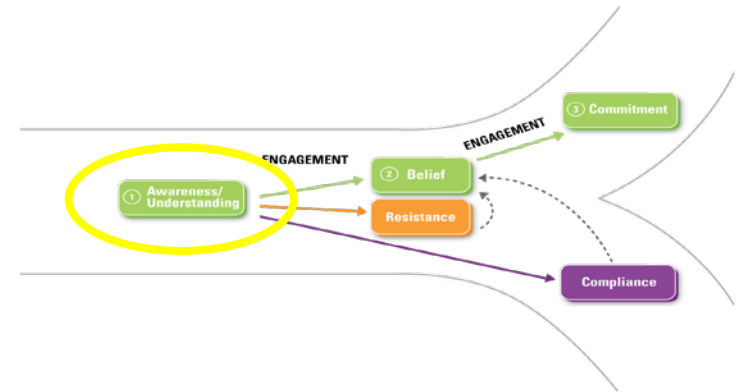 ③ Commitment
ENGAGEMENT
ENGAGEMENT
② Belief
① Awareness/
Understanding
Resistance
Compliance